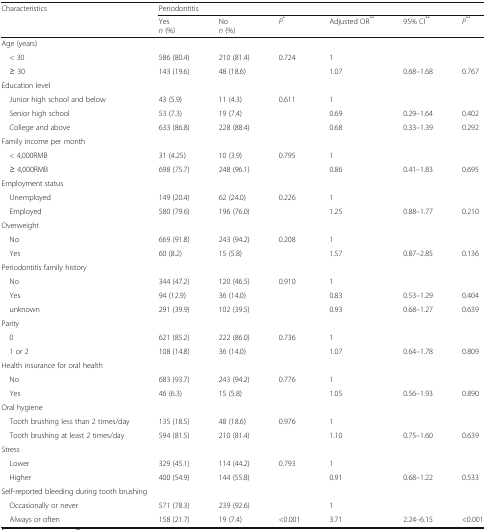 Characteristics Periodontitis
Yes No P* Adjusted OR** 95% CI** P**
n (%) n (%)
Age (years)
< 30 586 (80.4) 210 (81.4) 0.724 1
≥ 30 143 (19.6) 48 (18.6) 1.07 0.68–1.68 0.767
Education level
Junior high school and below 43 (5.9) 11 (4.3) 0.611 1
Senior high school 53 (7.3) 19 (7.4) 0.69 0.29–1.64 0.402
College and above 633 (86.8) 228 (88.4) 0.68 0.33–1.39 0.292
Family income per month
< 4,000RMB 31 (4.25) 10 (3.9) 0.795 1
≥ 4,000RMB 698 (75.7) 248 (96.1) 0.86 0.41–1.83 0.695
Employment status
Unemployed 149 (20.4) 62 (24.0) 0.226 1
Employed 580 (79.6) 196 (76.0) 1.25 0.88–1.77 0.210
Overweight
No 669 (91.8) 243 (94.2) 0.208 1
Yes 60 (8.2) 15 (5.8) 1.57 0.87–2.85 0.136
Periodontitis family history
No 344 (47.2) 120 (46.5) 0.910 1
Yes 94 (12.9) 36 (14.0) 0.83 0.53–1.29 0.404
unknown 291 (39.9) 102 (39.5) 0.93 0.68–1.27 0.639
Parity
0 621 (85.2) 222 (86.0) 0.736 1
1 or 2 108 (14.8) 36 (14.0) 1.07 0.64–1.78 0.809
Health insurance for oral health
No 683 (93.7) 243 (94.2) 0.776 1
Yes 46 (6.3) 15 (5.8) 1.05 0.56–1.93 0.890
Oral hygiene
Tooth brushing less than 2 times/day 135 (18.5) 48 (18.6) 0.976 1
Tooth brushing at least 2 times/day 594 (81.5) 210 (81.4) 1.10 0.75–1.60 0.639
Stress
Lower 329 (45.1) 114 (44.2) 0.793 1
Higher 400 (54.9) 144 (55.8) 0.91 0.68–1.22 0.533
Self-reported bleeding during tooth brushing
Occasionally or never 571 (78.3) 239 (92.6) 1
Always or often 158 (21.7) 19 (7.4) <0.001 3.71 2.24–6.15 <0.001